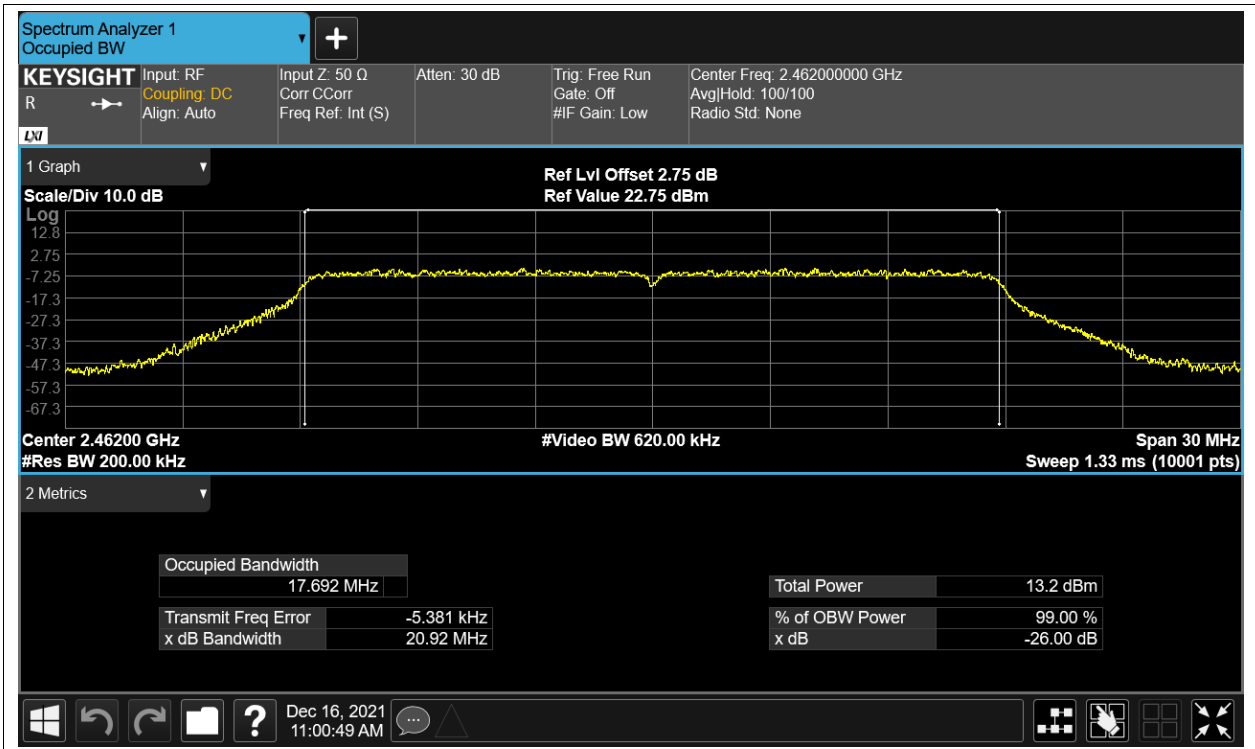 Spectrum Analyzer 1
Occupied BW
KEYSIGHT
R
LXI
Input: RF
Coupling: DC
Align: Auto
Input Z: 50 Ω
Corr CCorr
Freq Ref: Int (S)
Atten: 30 dB
Trig: Free Run
Gate: Off
#IF Gain: Low
Center Freq: 2.462000000 GHz
Avg|Hold: 100/100
Radio Std: None
1 Graph
Scale/Div 10.0 dB
Ref Lvl Offset 2.75 dB
Ref Value 22.75 dBm
Log
12.8
2.75
-7.25
-17.3
-27.3
-37.3
-47.3
-57.3
-67.3
Center 2.46200 GHz
#Video BW 620.00 kHz
Span 30 MHz
#Res BW 200.00 kHz
Sweep 1.33 ms (10001 pts)
2 Metrics
Occupied Bandwidth
17.692 MHz
Total Power 13.2 dBm
Transmit Freq Error -5.381 kHz
% of OBW Power 99.00 %
x dB Bandwidth 20.92 MHz
x dB -26.00 dB
?
Dec 16, 2021
11:00:49 AM